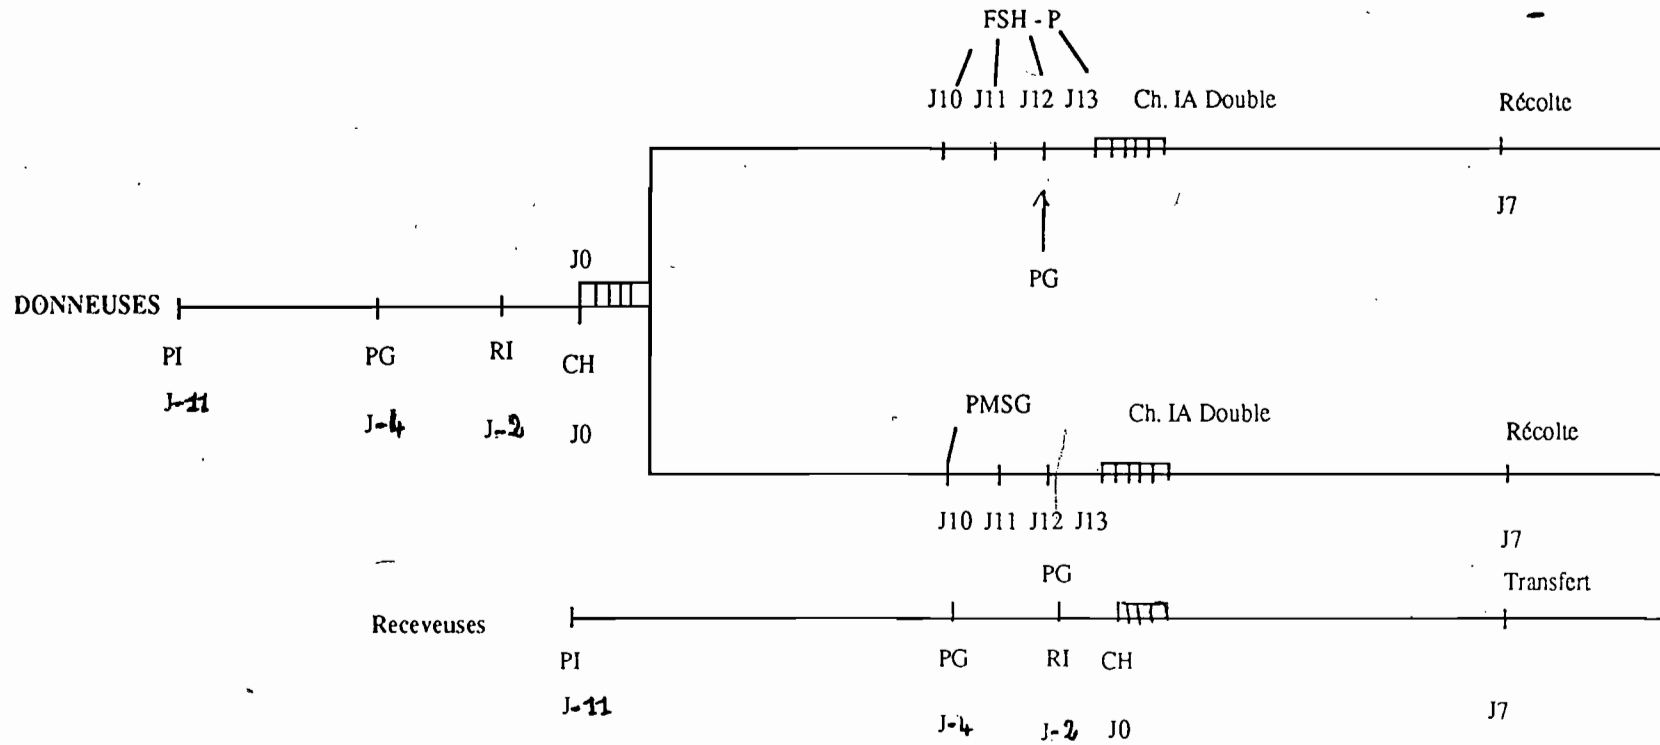 FSH - P
J10 J11 J12 J13 Ch. IA Double Récolte
J7
PG
J0
DONNEUSES
PI PG RI CH
J-11 J-4 J-2 J0
PMSG Ch. IA Double Récolte
J10 J11 J12 J13
J7
PG Transfert
Receveuses
PI PG RI CH
J-11 J-4 J-2 J0 J7